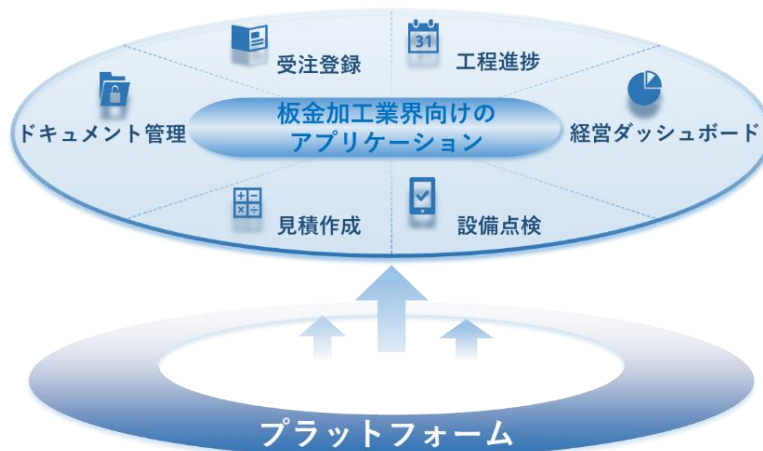 受注登録
31
工程進捗
ドキュメント管理
板金加工業界向けの
アプリケーション
経営ダッシュボード
見積作成
設備点検
プラットフォーム